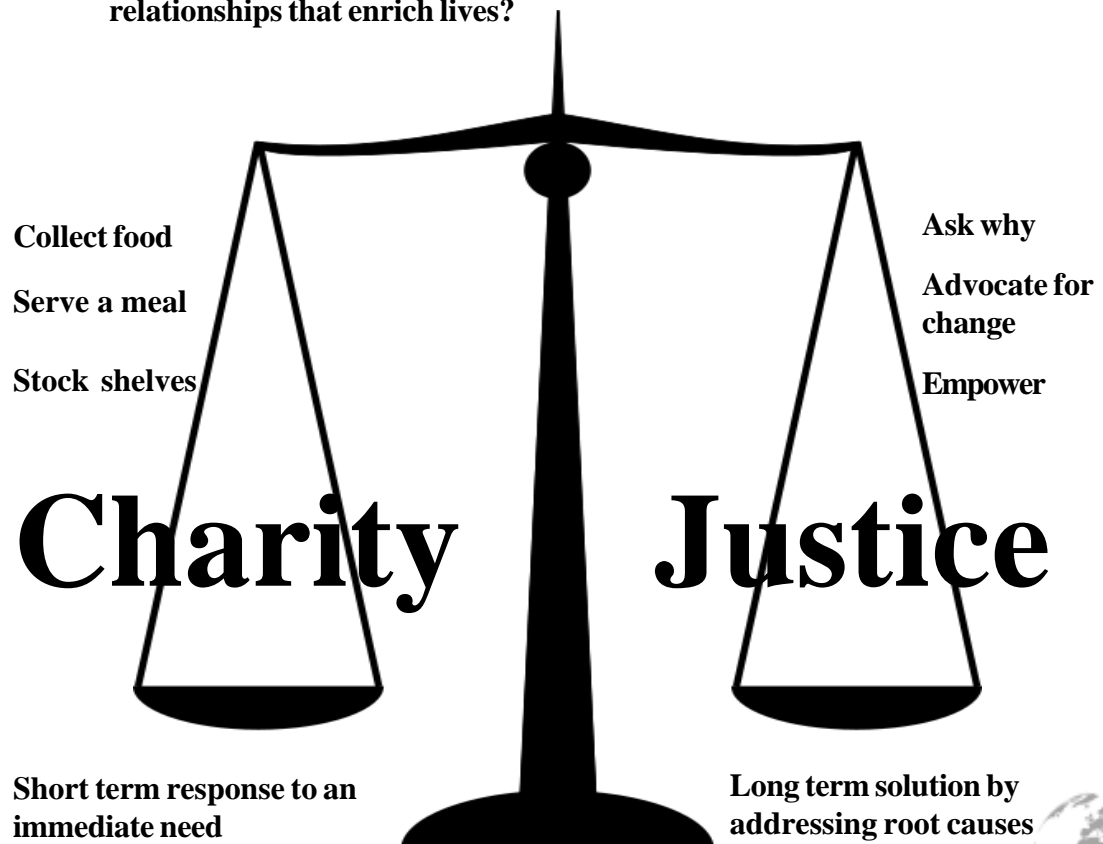 relationships that enrich lives?
Collect food
Serve a meal
Stock shelves
Ask why
Advocate for
change
Empower
Charity
Justice
Short term response to an
immediate need
Long term solution by
addressing root causes